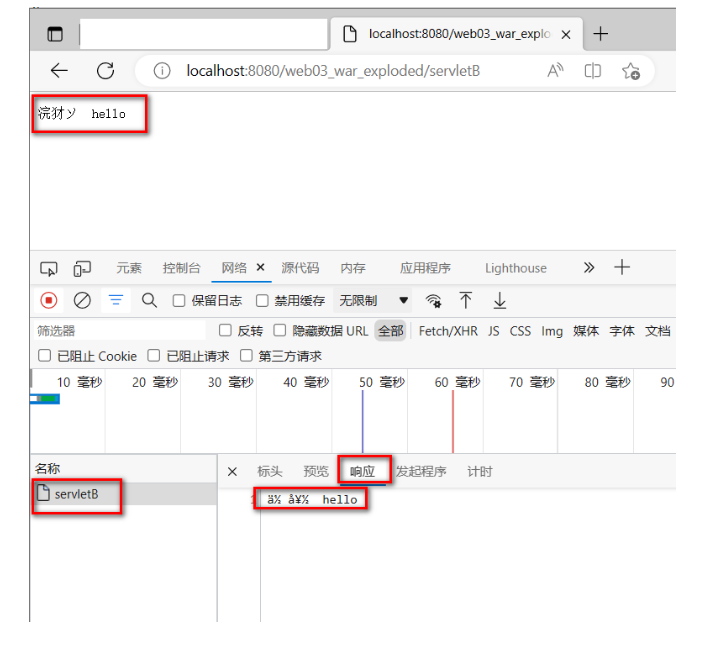 localhost:8080/web03_war_explo
localhost:8080/web03_war_exploded/servletB
浣犲ソ hello
元素 控制台 网络 源代码 内存 应用程序 Lighthouse
保留日志 禁用缓存 无限制
筛选器 反转 隐藏数据 URL 全部 Fetch/XHR JS CSS Img 媒体 字体 文档
已阻止 Cookie 已阻止请求 第三方请求
10 毫秒 20 毫秒 30 毫秒 40 毫秒 50 毫秒 60 毫秒 70 毫秒 80 毫秒 90
名称 标头 预览 响应 发起程序 计时
servletB
1 ä½ å¥½ hello